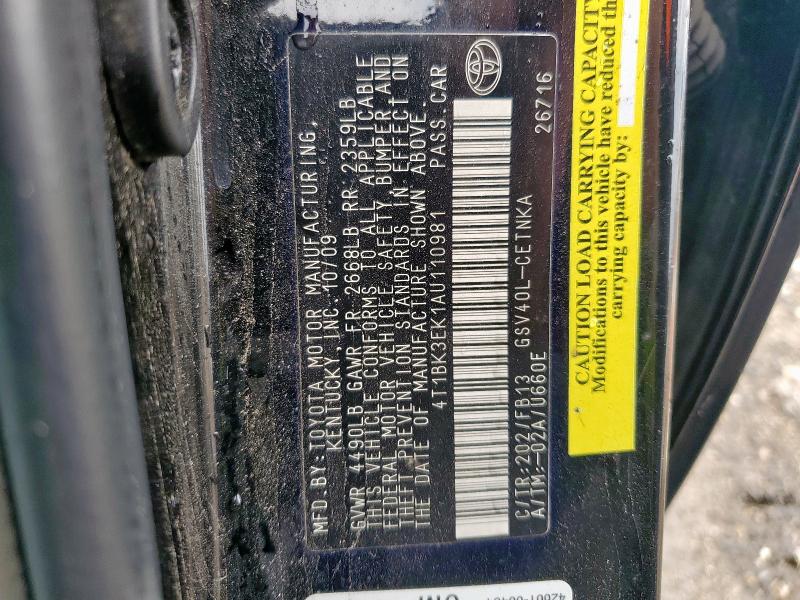 MFD.BY:TOYOTA MOTOR MANUFACTURING,
KENTUCKY, INC. 10/09
GVWR 4490LB GAWR FR 2668LB RR 2359LB
THIS VEHICLE CONFORMS TO ALL APPLICABLE
FEDERAL MOTOR VEHICLE SAFETY, BUMPER AND
THEFT PREVENTION STANDARDS IN EFFECT ON
THE DATE OF MANUFACTURE SHOWN ABOVE.
4T1BK3EK1AU110981 PASS.CAR
C/TR:202/FB13 GSV40L-CETNKA
A/TM:-02A/U660E 26716
CAUTION LOAD CARRYING CAPACITY
Modifications to this vehicle have reduced the
carrying capacity by: